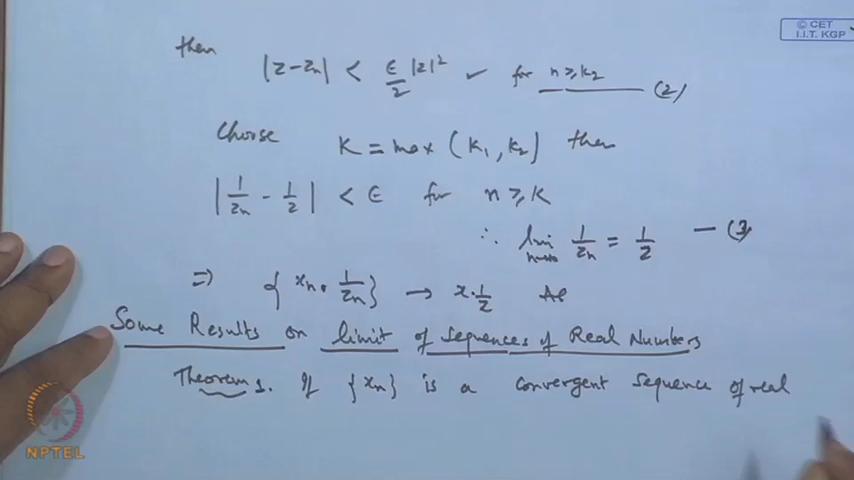 © CET
I.I.T. KGP
then |z-zn| < ε/2 |z|² ✓ for n ≥ k2 — (2)
Choose K = max (K1, K2) then
|1/zn - 1/z| < ε for n ≥ K
∴ lim n→∞ 1/zn = 1/z — (3)
⇒ {xn · 1/zn} → x · 1/z As
Some Results on limit of Sequences of Real Numbers
Theorem 1. If {xn} is a convergent sequence of real
NPTEL